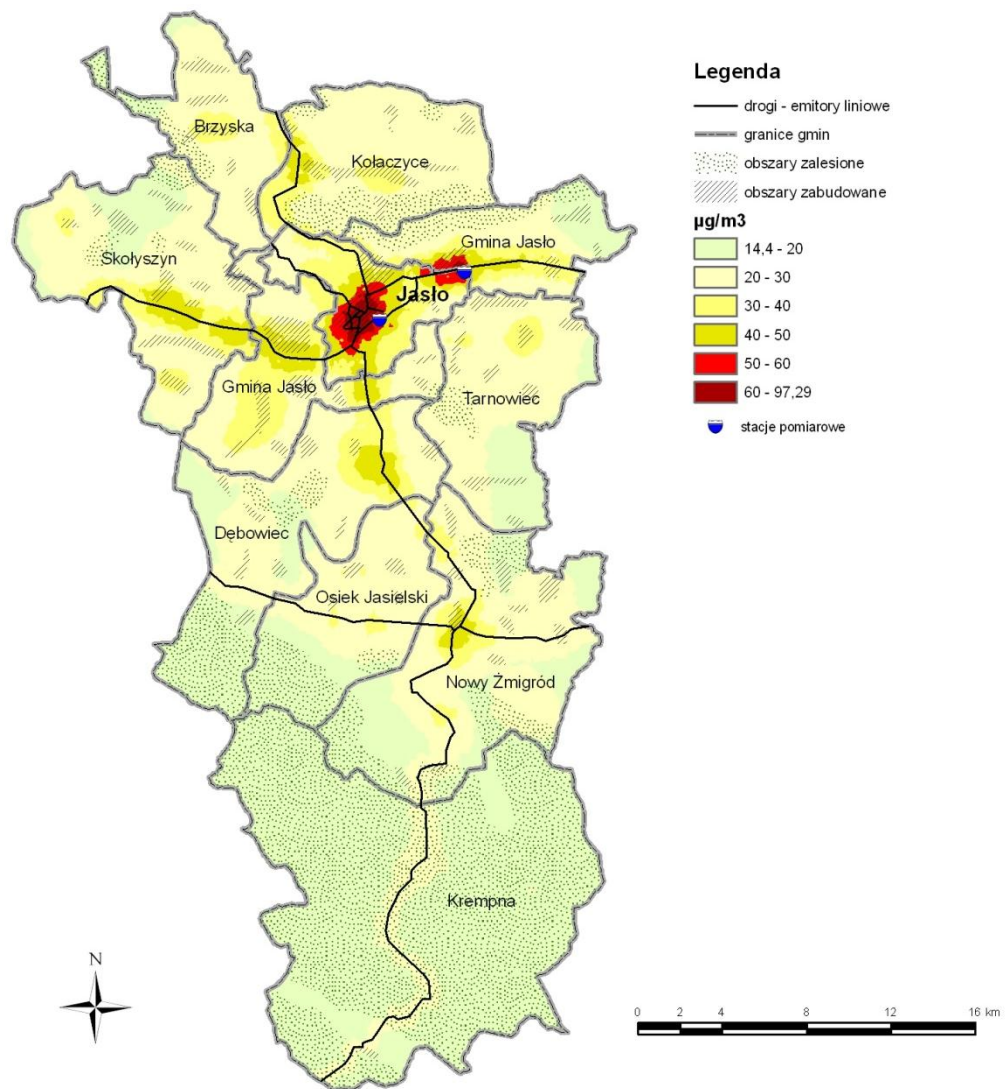 Legenda
drogi - emitory liniowe
granice gmin
obszary zalesione
obszary zabudowane
µg/m3
14,4 - 20
20 - 30
30 - 40
40 - 50
50 - 60
60 - 97,29
stacje pomiarowe
Brzyska
Kołaczyce
Gmina Jasło
Skołyszyn
Jasło
Gmina Jasło
Tarnowiec
Dębowiec
Osiek Jasielski
Nowy Żmigród
Krempna
N
0 2 4 8 12 16 km